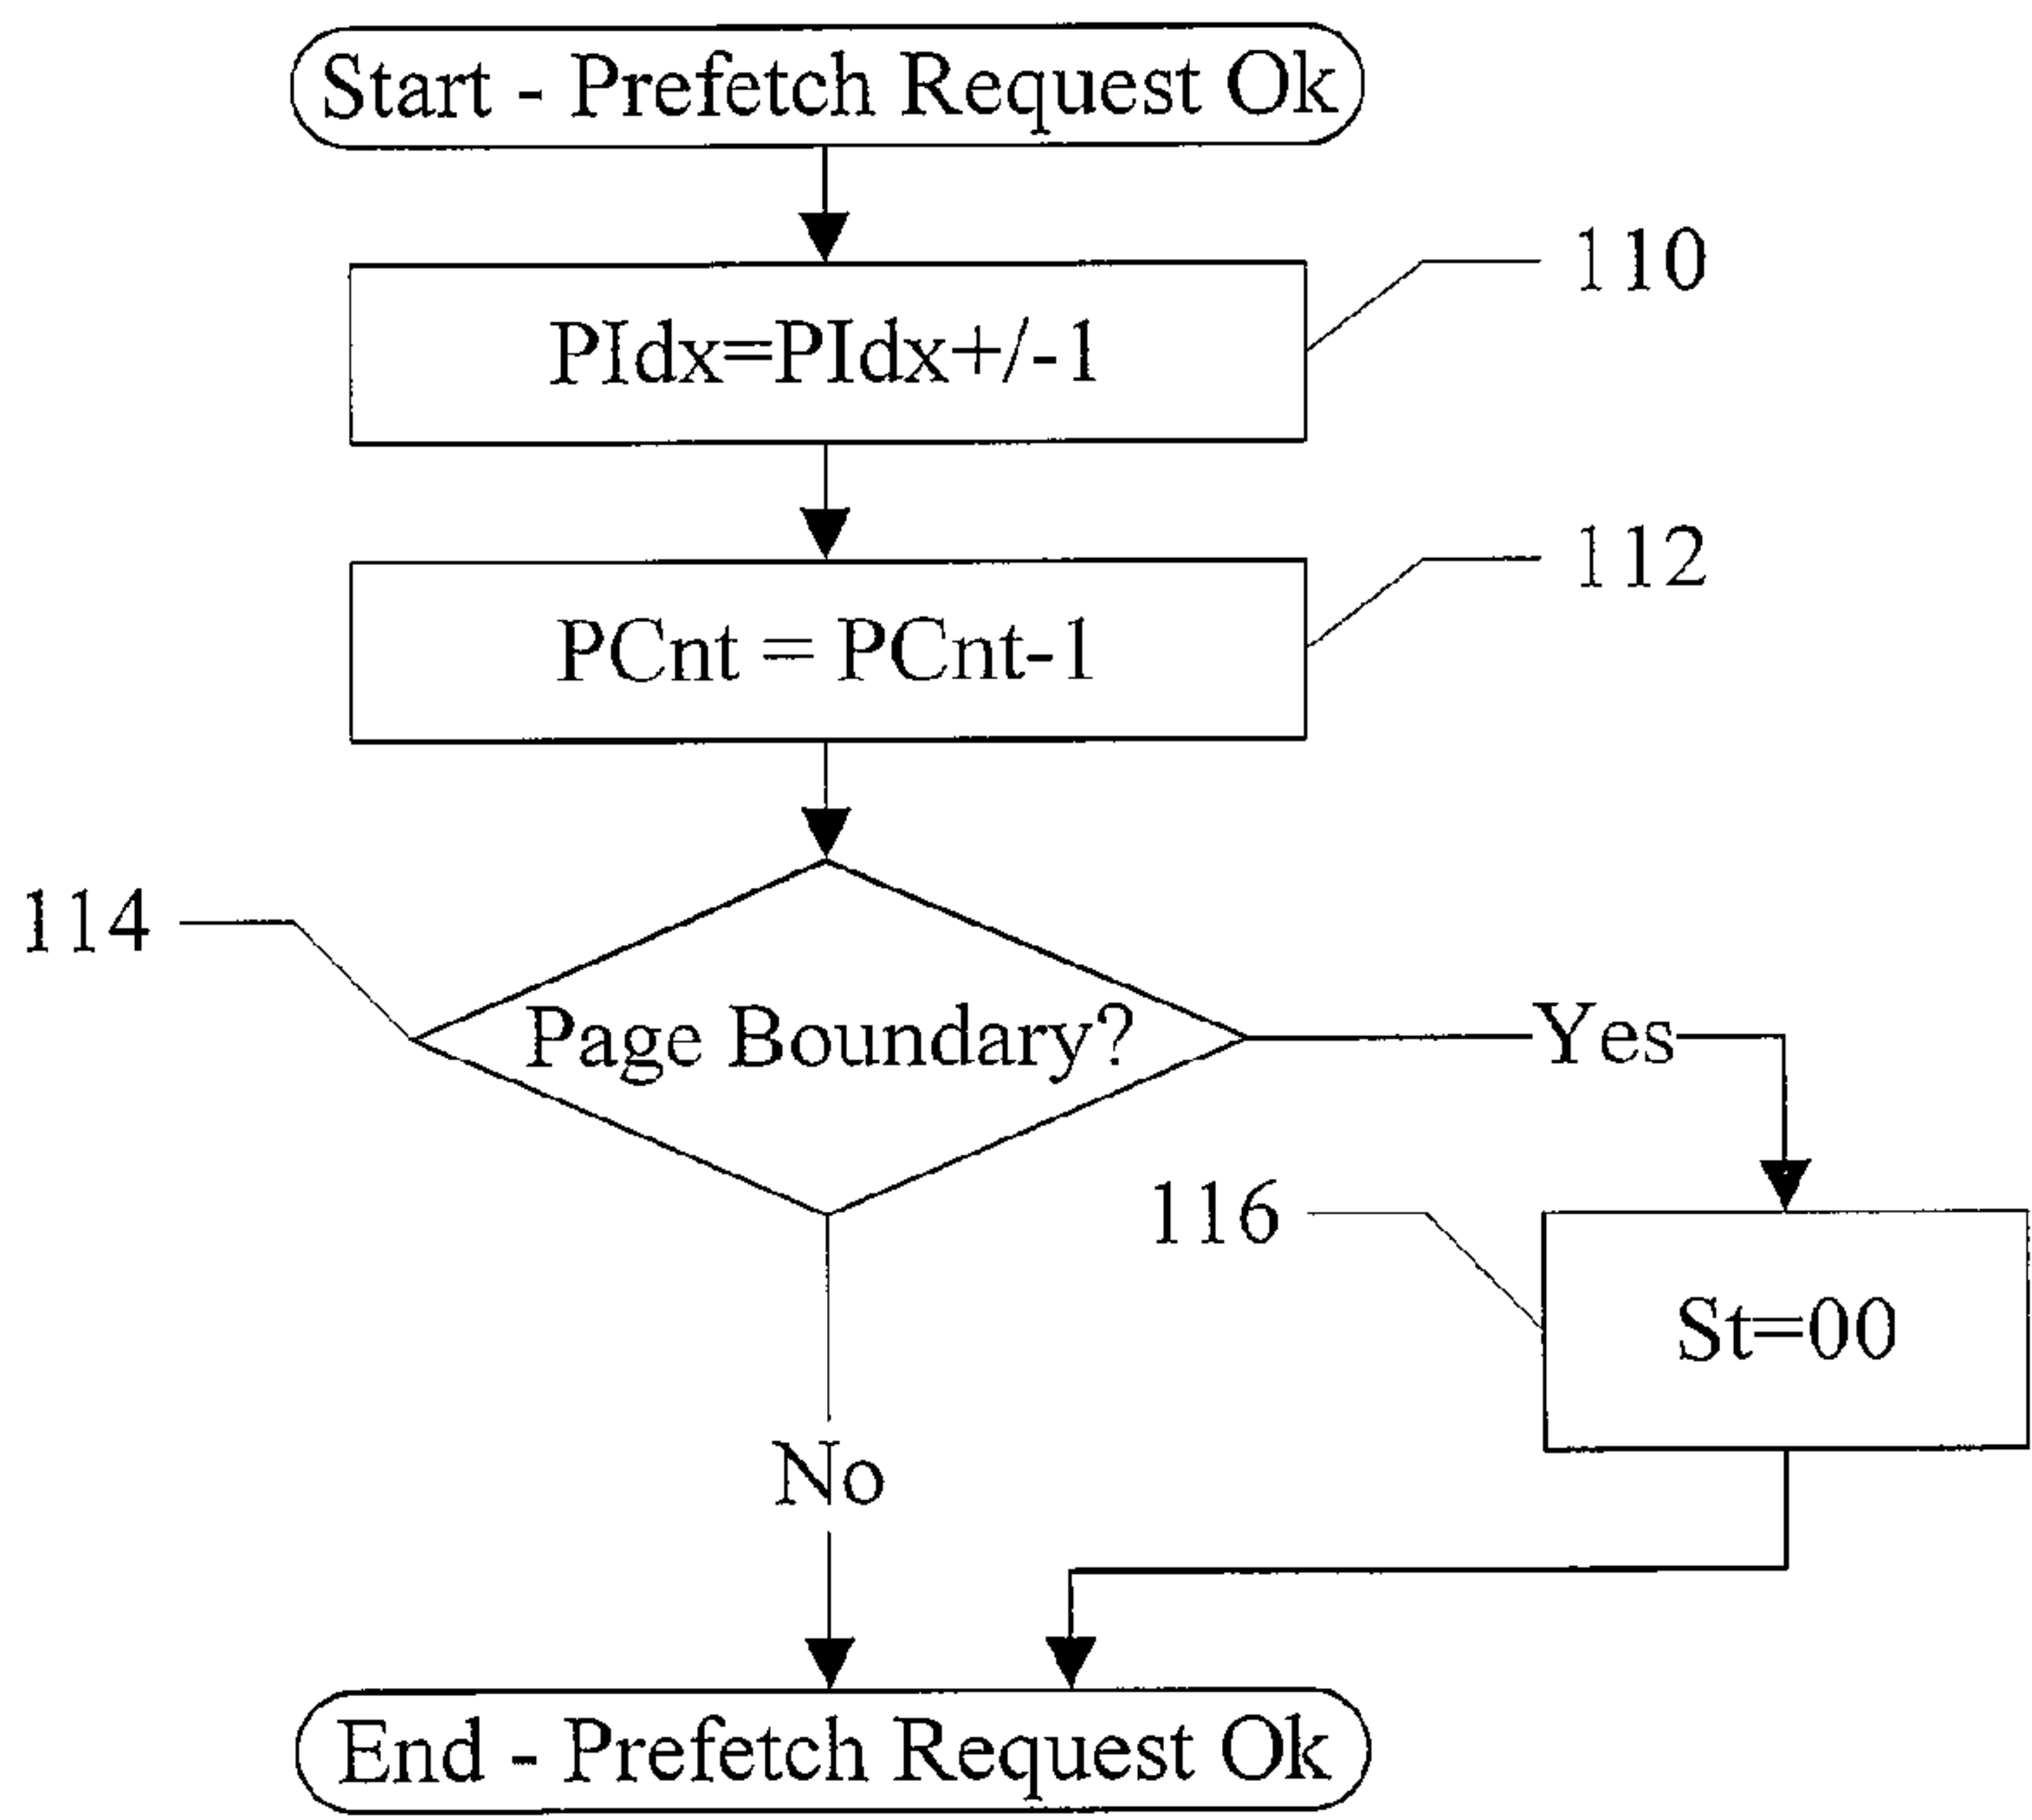 Start - Prefetch Request Ok
110
PIdx=PIdx+/-1
112
PCnt = PCnt-1
114
Page Boundary?
Yes
116
St=00
No
End - Prefetch Request Ok